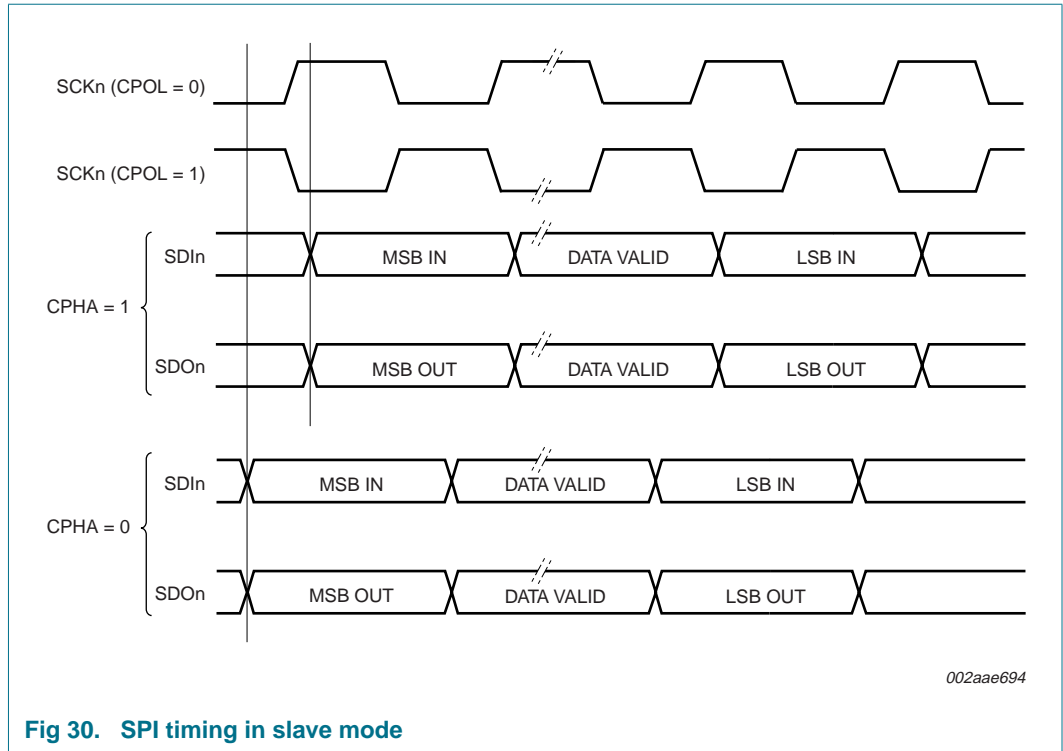 SCKn (CPOL = 0)
SCKn (CPOL = 1)
CPHA = 1
SDIn
MSB IN
DATA VALID
LSB IN
SDOn
MSB OUT
DATA VALID
LSB OUT
CPHA = 0
SDIn
MSB IN
DATA VALID
LSB IN
SDOn
MSB OUT
DATA VALID
LSB OUT
002aae694
Fig 30. SPI timing in slave mode